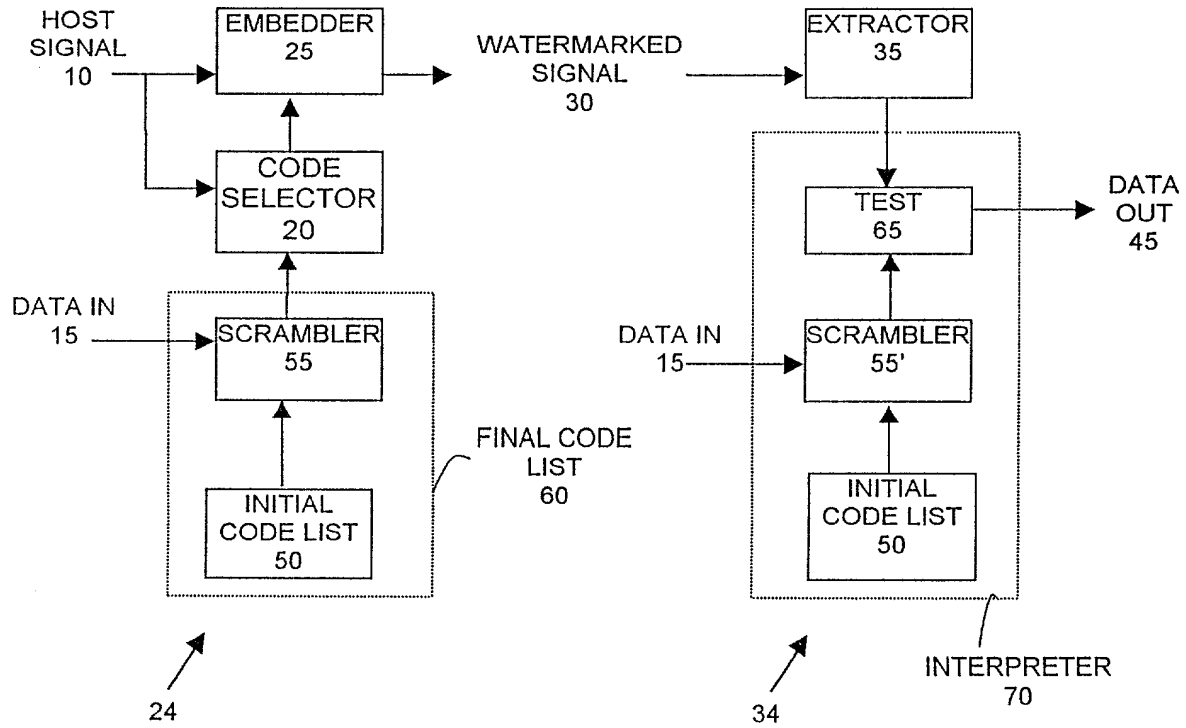 HOST
SIGNAL
10
EMBEDDER
25
WATERMARKED
SIGNAL
30
EXTRACTOR
35
CODE
SELECTOR
20
TEST
65
DATA
OUT
45
DATA IN
15
SCRAMBLER
55
DATA IN
15
SCRAMBLER
55'
FINAL CODE
LIST
60
INITIAL
CODE LIST
50
INITIAL
CODE LIST
50
24
34
INTERPRETER
70